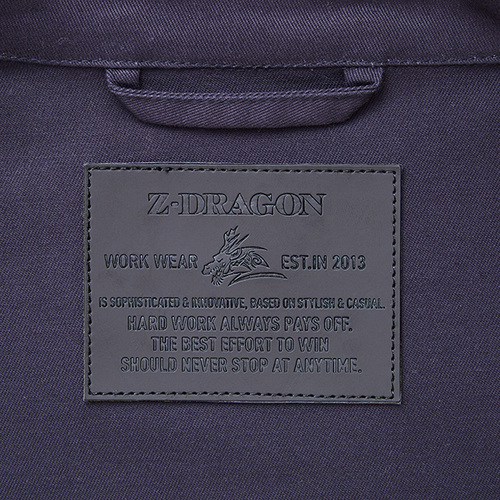 Z-DRAGON
WORK WEAR EST.IN 2013
IS SOPHISTICATED & INNOVATIVE, BASED ON STYLISH & CASUAL.
HARD WORK ALWAYS PAYS OFF.
THE BEST EFFORT TO WIN
SHOULD NEVER STOP AT ANYTIME.